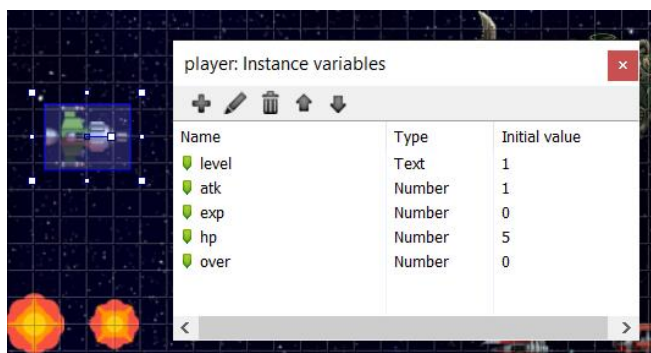 player: Instance variables
Name Type Initial value
level Text 1
atk Number 1
exp Number 0
hp Number 5
over Number 0